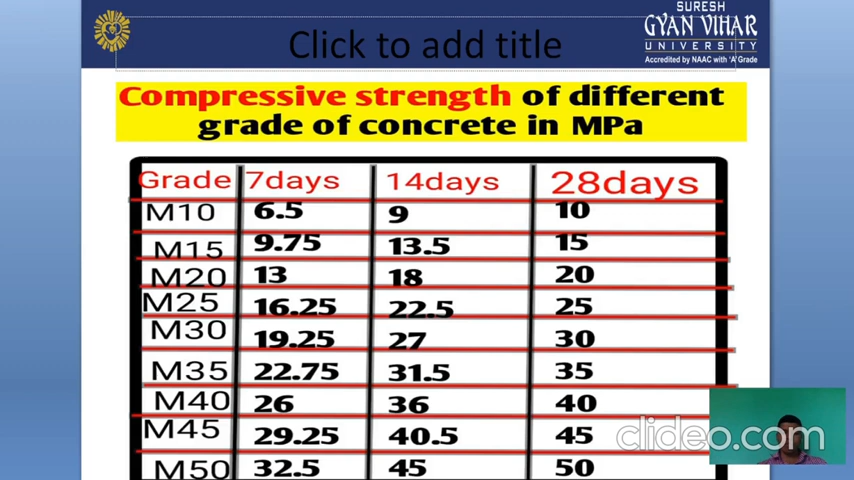 SURESH
GYAN VIHAR
UNIVERSITY
Accredited by NAAC with 'A' Grade
Click to add title
Compressive strength of different
grade of concrete in MPa
Grade 7days 14days 28days
M10 6.5 9 10
M15 9.75 13.5 15
M20 13 18 20
M25 16.25 22.5 25
M30 19.25 27 30
M35 22.75 31.5 35
M40 26 36 40
M45 29.25 40.5 45
M50 32.5 45 50
clideo.com